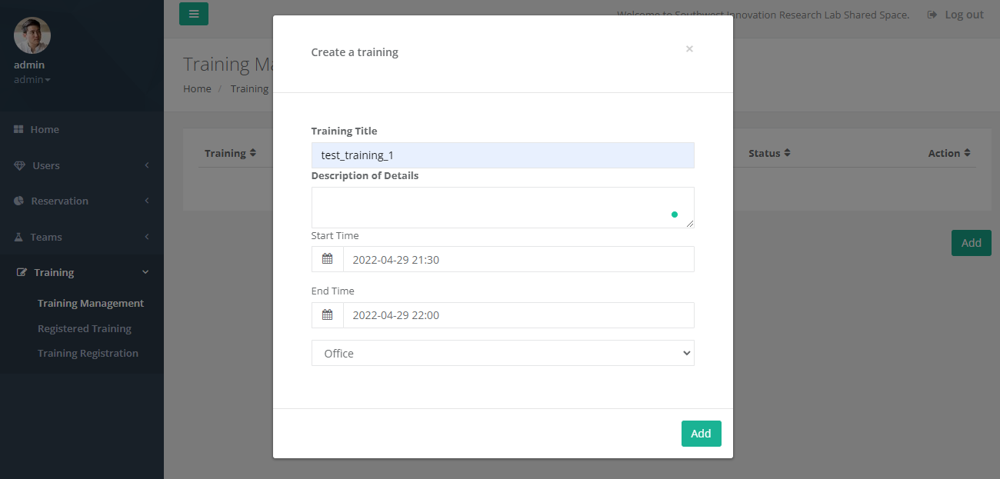 Welcome to Southwest Innovation Research Lab Shared Space.
Log out
admin
admin
Home
Users
Reservation
Teams
Training
Training Management
Registered Training
Training Registration
Training Ma
Home / Training
Training
Status
Action
Add
Create a training
×
Training Title
test_training_1
Description of Details
Start Time
2022-04-29 21:30
End Time
2022-04-29 22:00
Office
Add